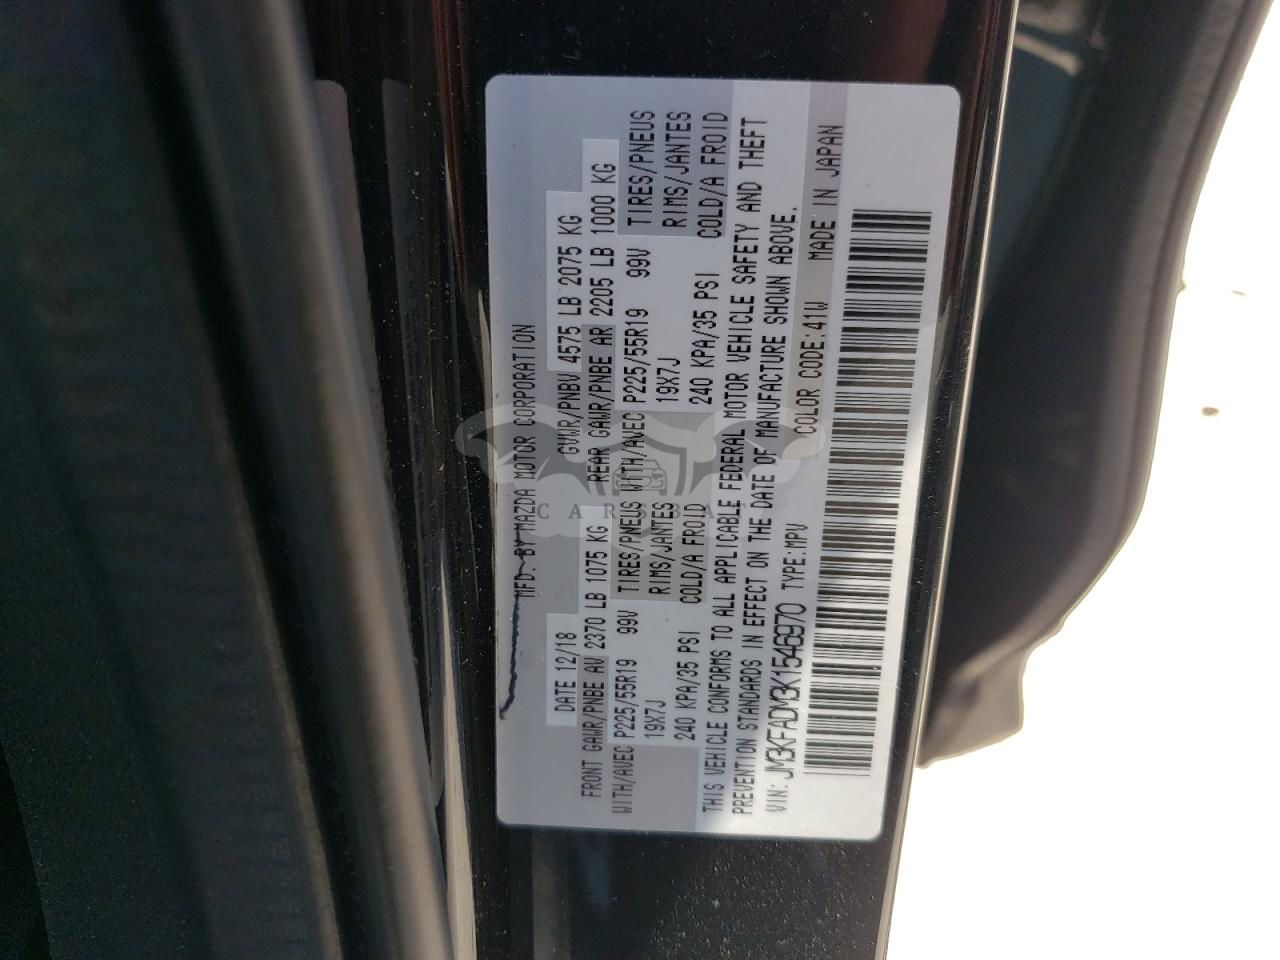 MFD. BY MAZDA MOTOR CORPORATION
DATE 12/18 GVWR/PNBV 4575 LB 2075 KG
FRONT GAWR/PNBE AV 2370 LB 1075 KG REAR GAWR/PNBE AR 2205 LB 1000 KG
WITH/AVEC P225/55R19 99V TIRES/PNEUS WITH/AVEC P225/55R19 99V TIRES/PNEUS
19X7J RIMS/JANTES 19X7J RIMS/JANTES
240 KPA/35 PSI COLD/A FROID 240 KPA/35 PSI COLD/A FROID
THIS VEHICLE CONFORMS TO ALL APPLICABLE FEDERAL MOTOR VEHICLE SAFETY AND THEFT
PREVENTION STANDARDS IN EFFECT ON THE DATE OF MANUFACTURE SHOWN ABOVE.
VIN: JM3KFADM3K1546970 TYPE:MPV COLOR CODE:41W MADE IN JAPAN
CARSBAT